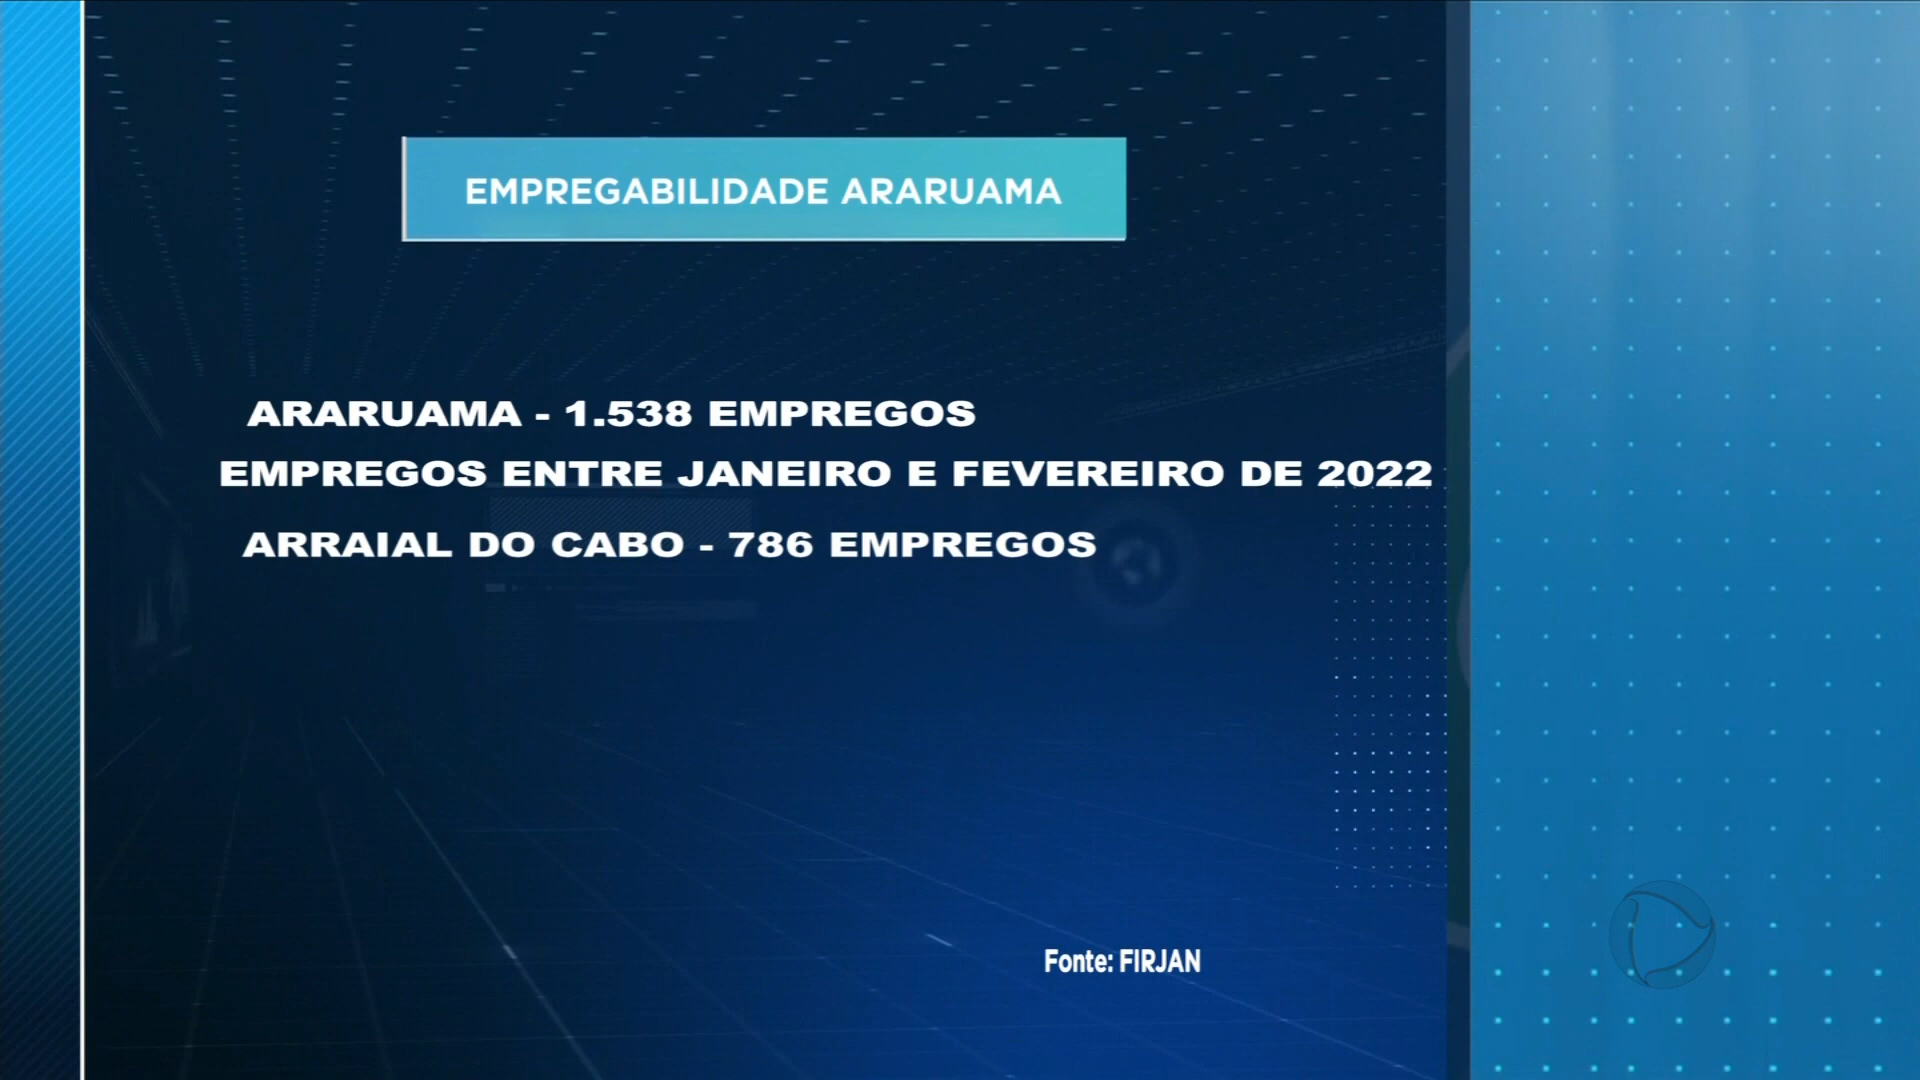 EMPREGABILIDADE ARARUAMA
ARARUAMA - 1.538 EMPREGOS
EMPREGOS ENTRE JANEIRO E FEVEREIRO DE 2022
ARRAIAL DO CABO - 786 EMPREGOS
Fonte: FIRJAN